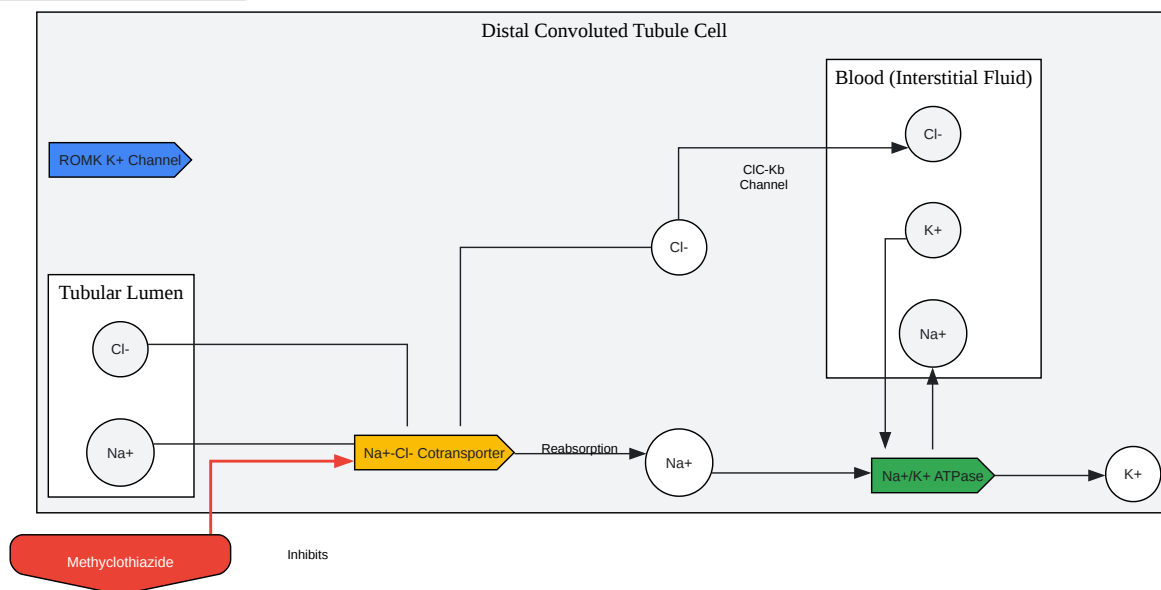 Distal Convoluted Tubule Cell
Blood (Interstitial Fluid)
Cl-
ROMK K+ Channel
ClC-Kb
Channel
K+
Cl-
Tubular Lumen
Na+
Cl-
Na+
Na+-Cl- Cotransporter
Reabsorption
Na+
Na+/K+ ATPase
K+
Methyclothiazide
Inhibits